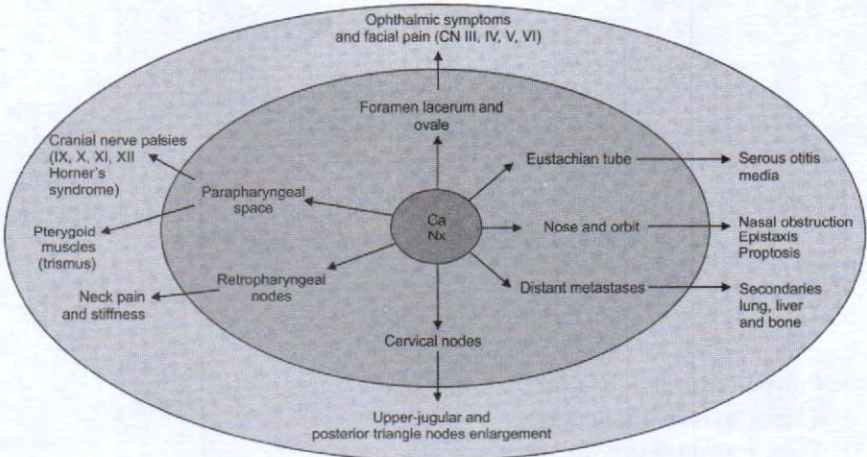 Ophthalmic symptoms
and facial pain (CN III, IV, V, VI)
Foramen lacerum and
ovale
Cranial nerve palsies
(IX, X, XI, XII
Horner's
syndrome)
Parapharyngeal
space
Pterygoid
muscles
(trismus)
Retropharyngeal
nodes
Neck pain
and stiffness
Ca
Nx
Eustachian tube
Serous otitis
media
Nose and orbit
Nasal obstruction
Epistaxis
Proptosis
Distant metastases
Secondaries
lung, liver
and bone
Cervical nodes
Upper-jugular and
posterior triangle nodes enlargement